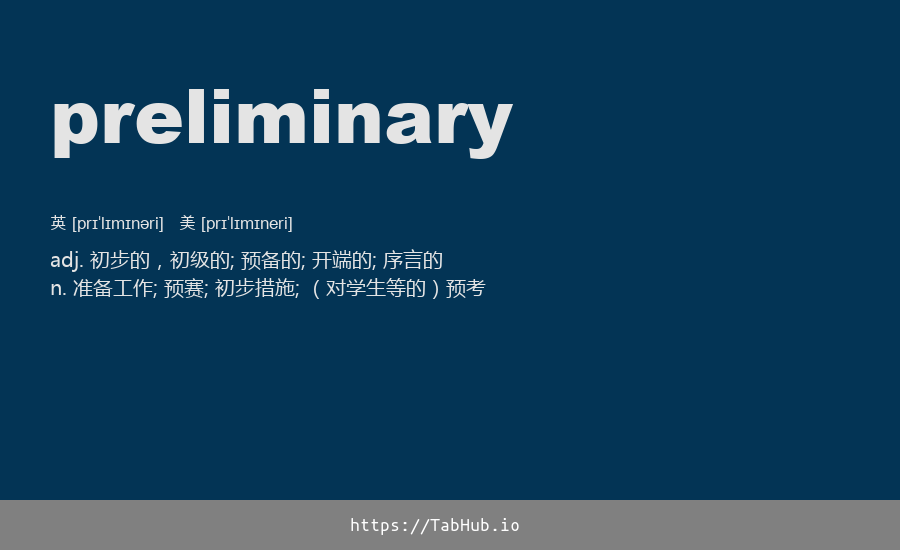 preliminary
英 [prɪˈlɪmɪnəri] 美 [prɪˈlɪmɪneri]
adj. 初步的，初级的; 预备的; 开端的; 序言的
n. 准备工作; 预赛; 初步措施; （对学生等的）预考
https://TabHub.io